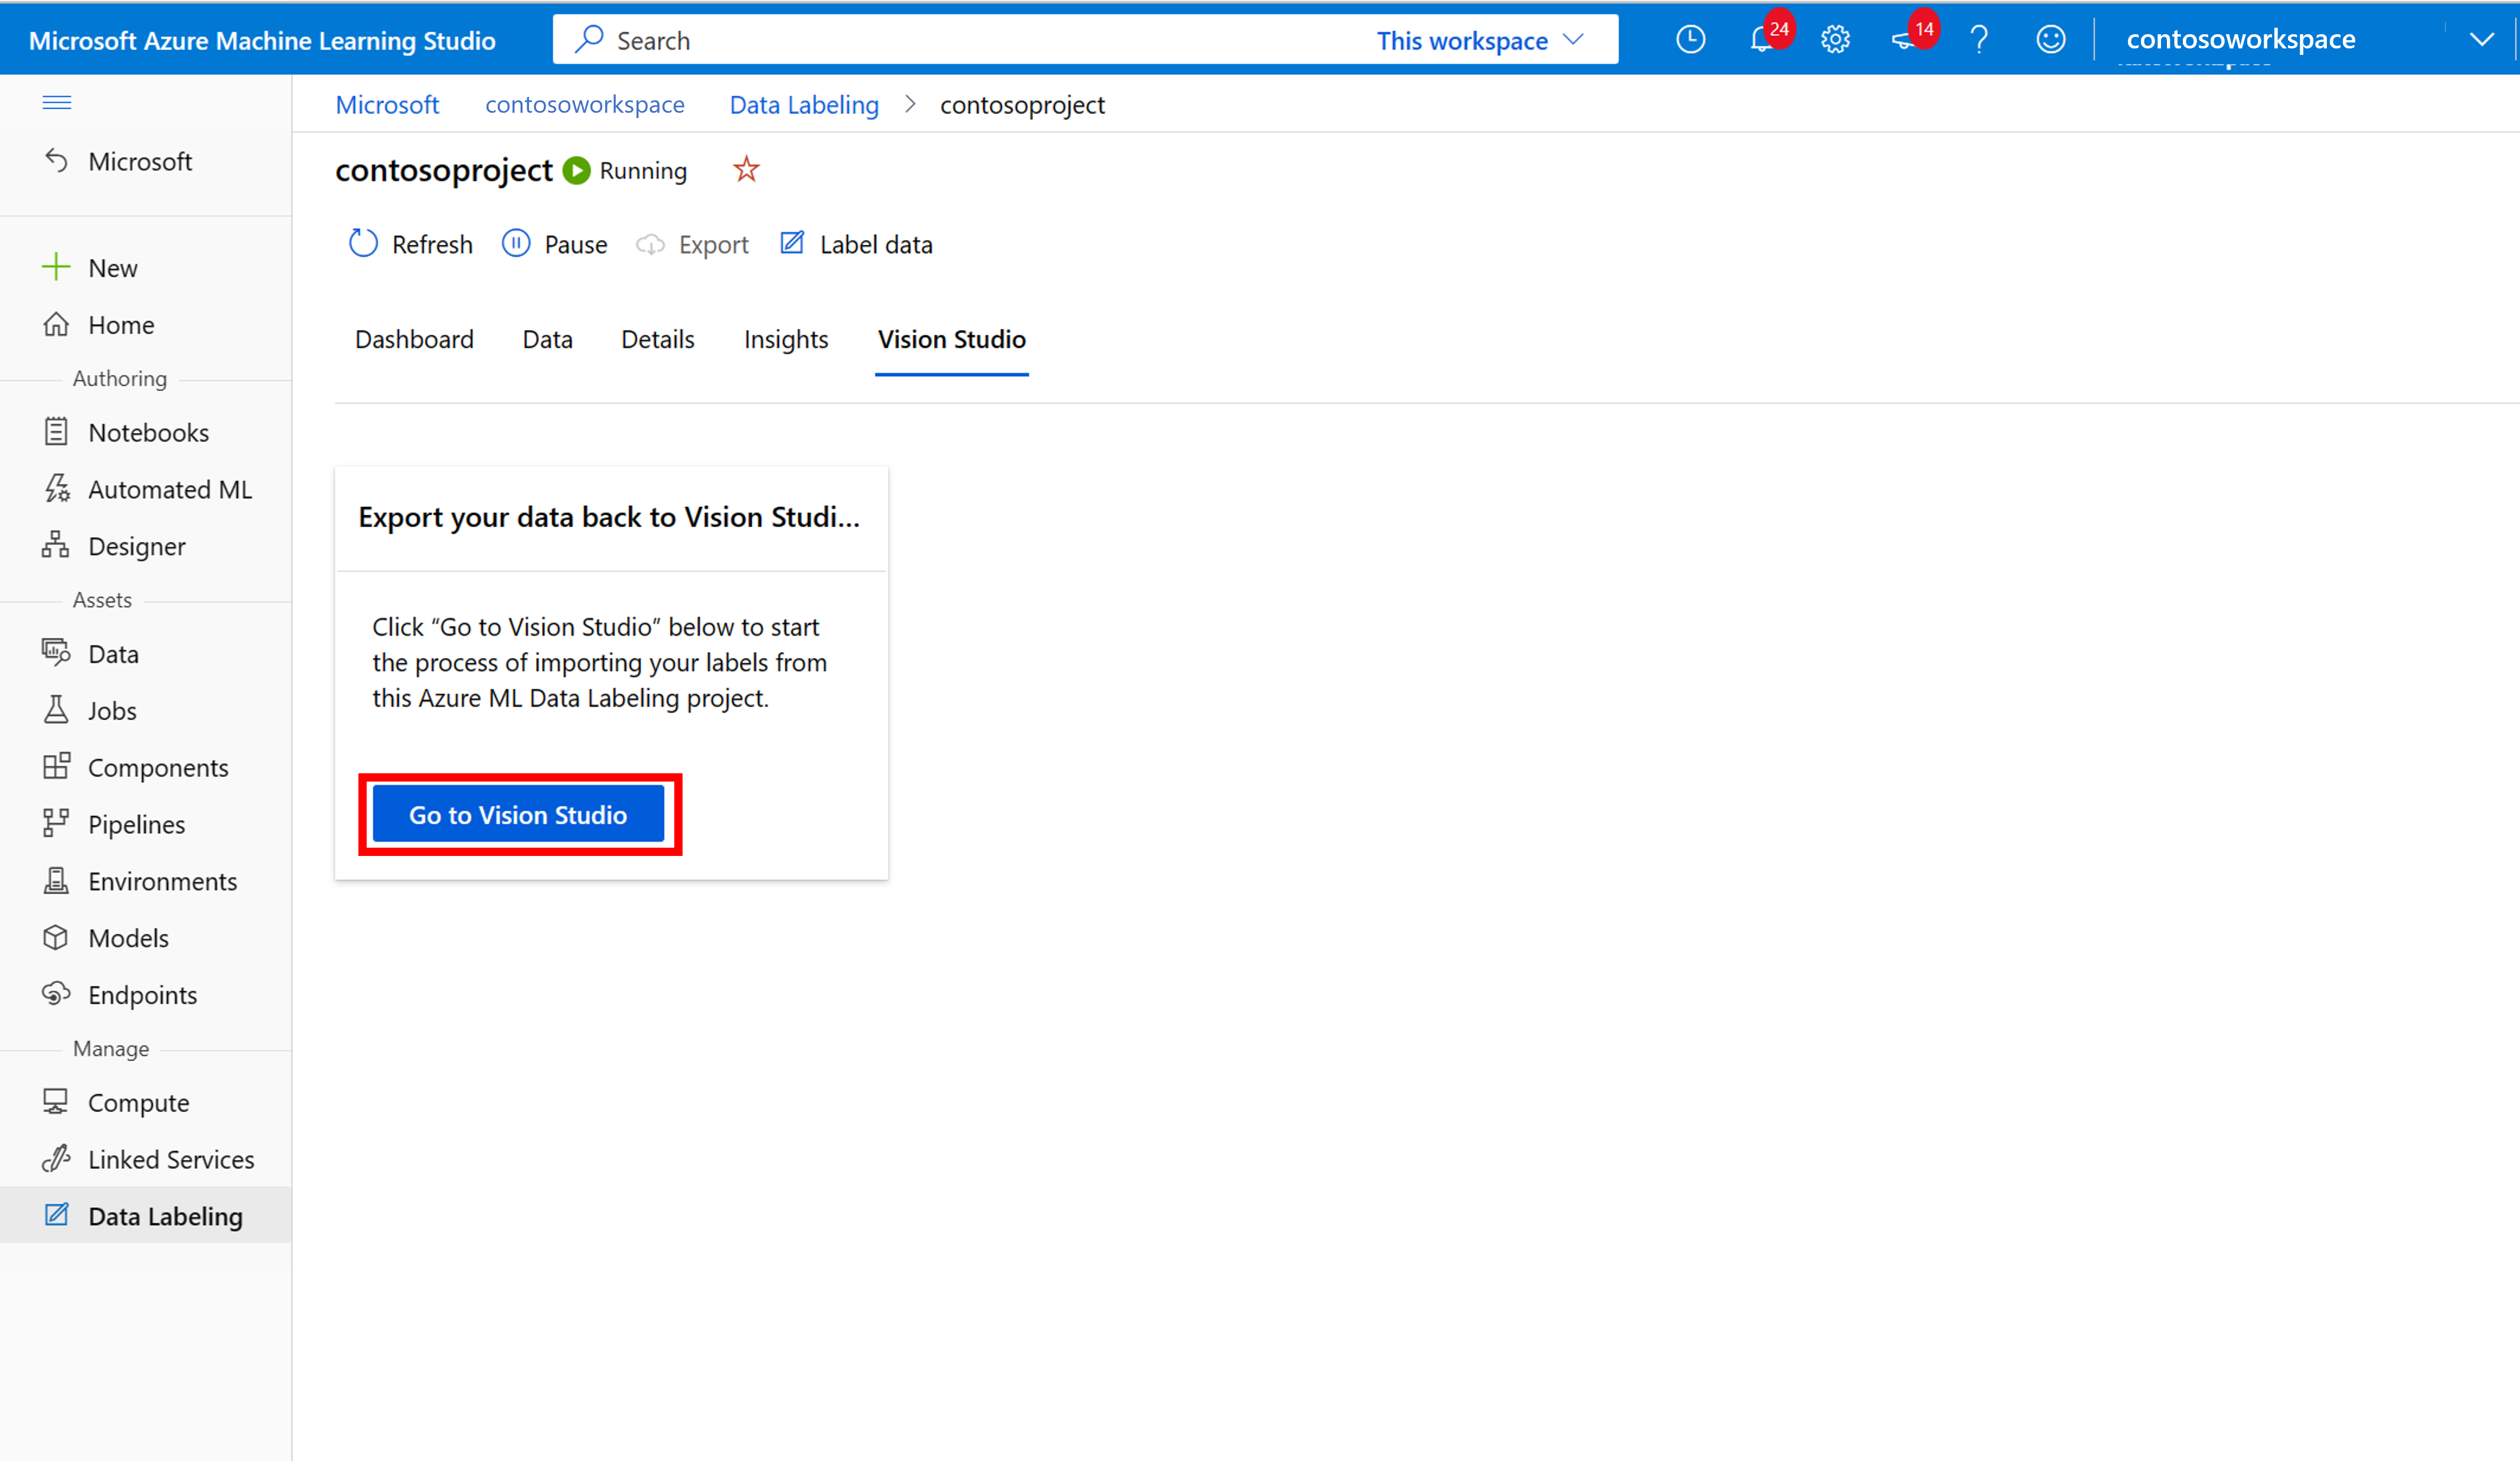 Microsoft Azure Machine Learning Studio
Search
This workspace
24
14
contosoworkspace
Microsoft contosoworkspace Data Labeling > contosoproject
Microsoft
contosoproject Running
Refresh Pause Export Label data
New
Home
Dashboard Data Details Insights Vision Studio
Authoring
Notebooks
Automated ML
Designer
Assets
Data
Jobs
Components
Pipelines
Environments
Models
Endpoints
Manage
Compute
Linked Services
Data Labeling
Export your data back to Vision Studi...
Click “Go to Vision Studio” below to start
the process of importing your labels from
this Azure ML Data Labeling project.
Go to Vision Studio